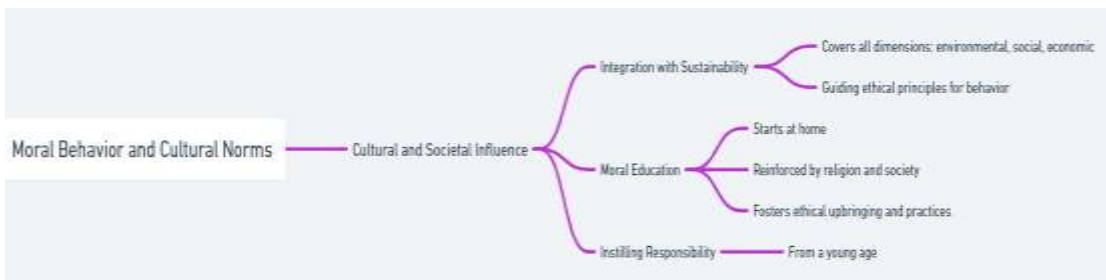 Moral Behavior and Cultural Norms
Cultural and Societal Influence
Integration with Sustainability
Covers all dimensions: environmental, social, economic
Guiding ethical principles for behavior
Moral Education
Starts at home
Reinforced by religion and society
Fosters ethical upbringing and practices
Instilling Responsibility
From a young age